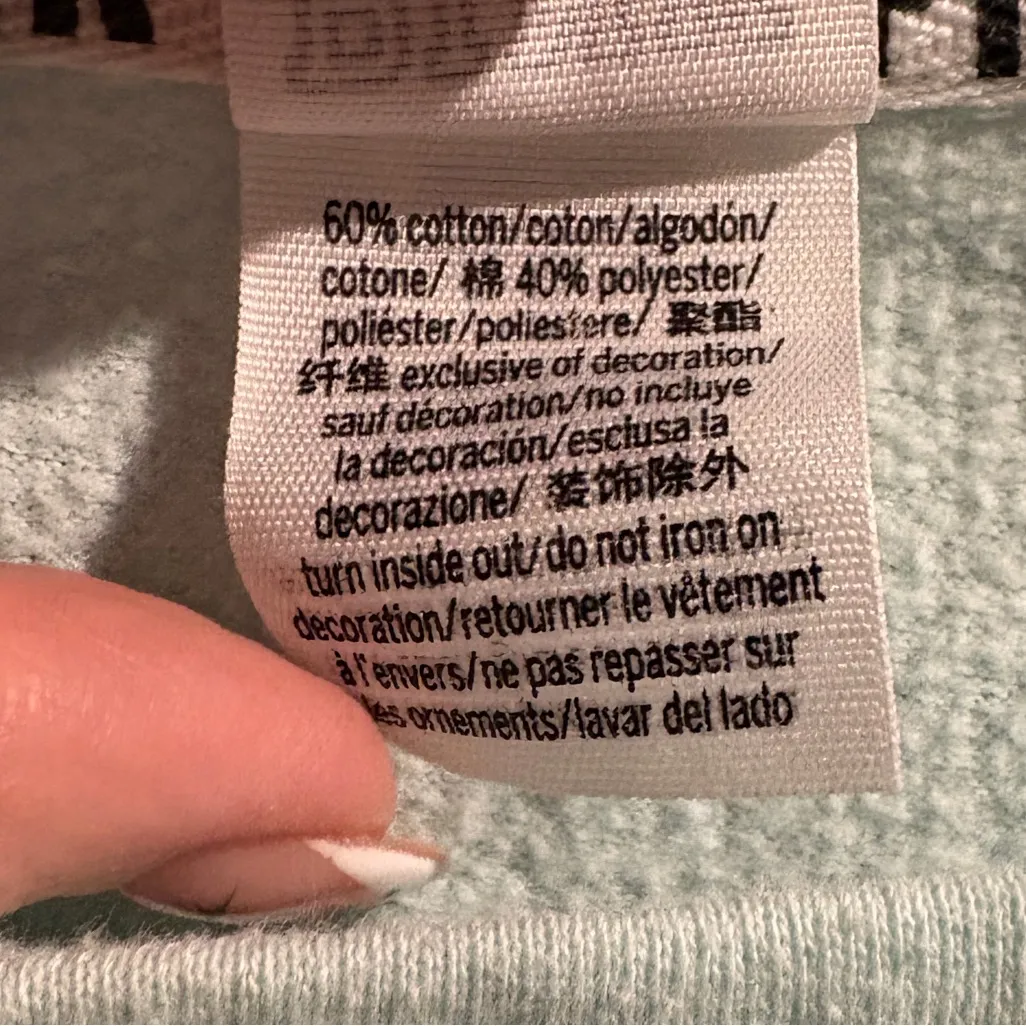 60% cotton/coton/algodón/
cotone/ 棉 40% polyester/
poliéster/poliestere/ 聚酯
纤维 exclusive of decoration/
sauf décoration/no incluye
la decoración/esclusa la
decorazione/ 装饰除外
turn inside out/do not iron on
decoration/retourner le vêtement
à l'envers/ne pas repasser sur
les ornements/lavar del lado